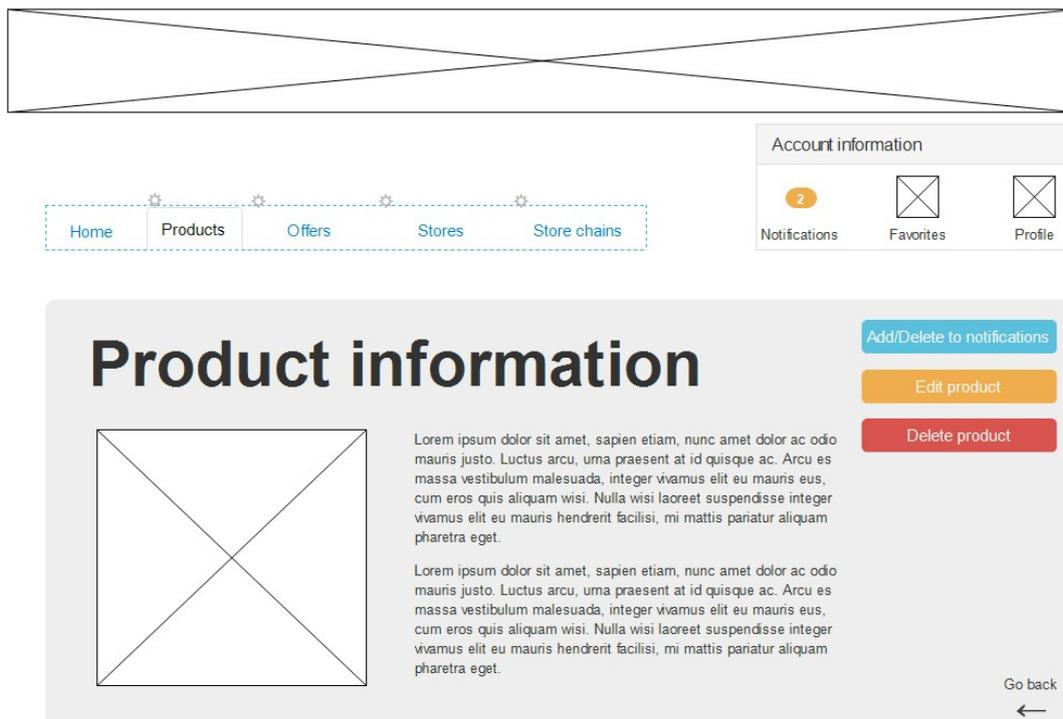 Account information
2
Notifications
Favorites
Profile
Home
Products
Offers
Stores
Store chains
Product information
Add/Delete to notifications
Edit product
Delete product
Lorem ipsum dolor sit amet, sapien etiam, nunc amet dolor ac odio
mauris justo. Luctus arcu, urna praesent at id quisque ac. Arcu es
massa vestibulum malesuada, integer vivamus elit eu mauris eus,
cum eros quis aliquam wisi. Nulla wisi laoreet suspendisse integer
vivamus elit eu mauris hendrerit facilisi, mi mattis pariatur aliquam
pharetra eget.
Lorem ipsum dolor sit amet, sapien etiam, nunc amet dolor ac odio
mauris justo. Luctus arcu, urna praesent at id quisque ac. Arcu es
massa vestibulum malesuada, integer vivamus elit eu mauris eus,
cum eros quis aliquam wisi. Nulla wisi laoreet suspendisse integer
vivamus elit eu mauris hendrerit facilisi, mi mattis pariatur aliquam
pharetra eget.
Go back